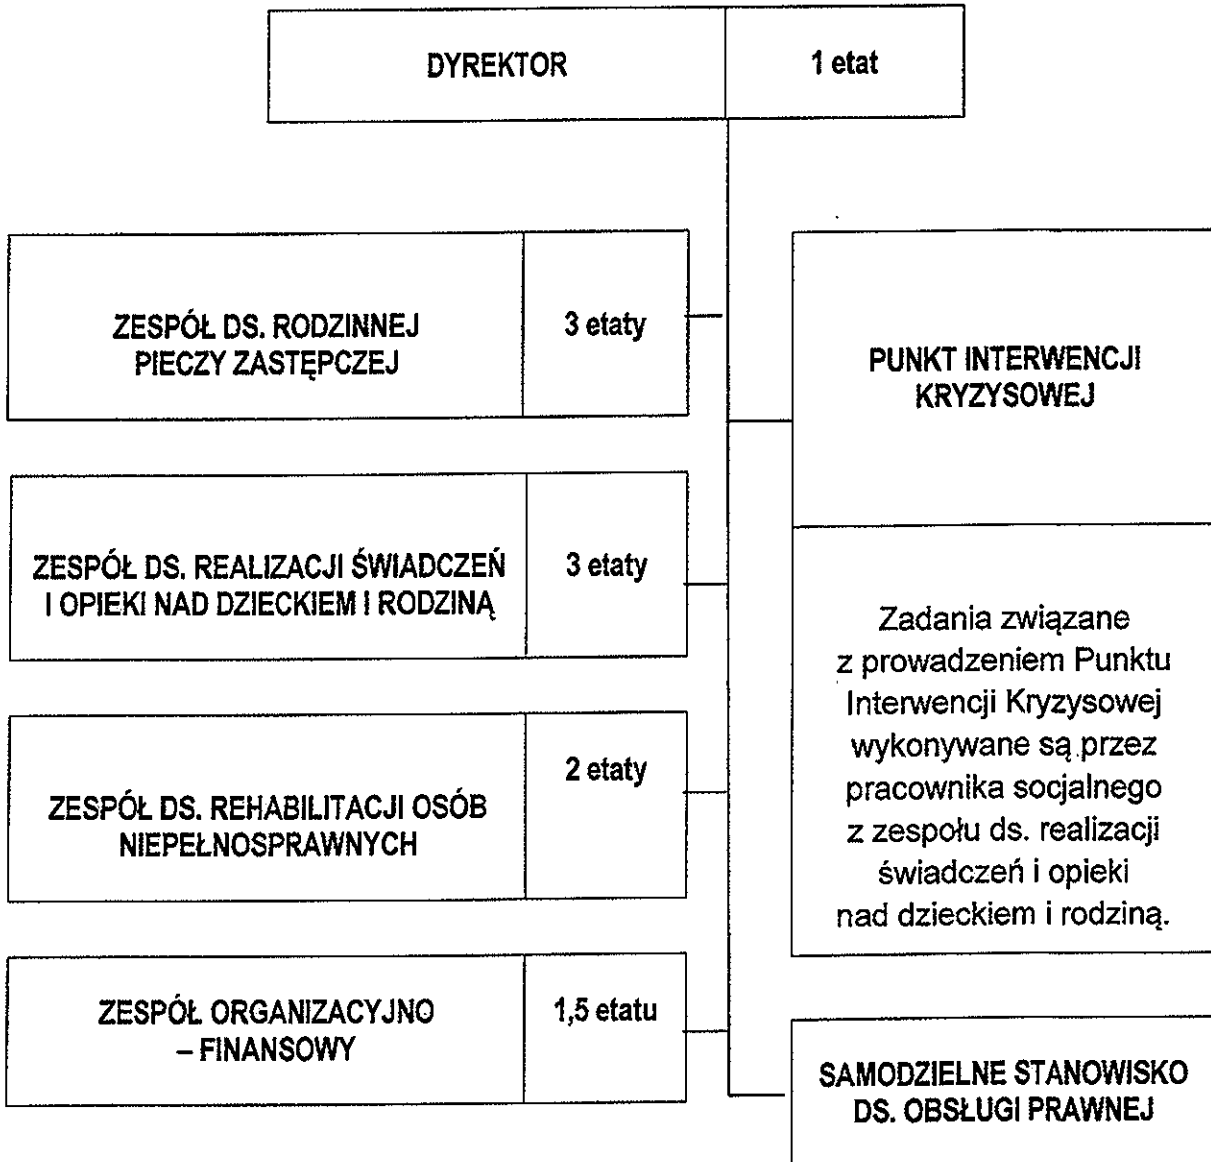 DYREKTOR
1 etat
ZESPÓŁ DS. RODZINNEJ
PIECZY ZASTĘPCZEJ
3 etaty
PUNKT INTERWENCJI
KRYZYSOWEJ
ZESPÓŁ DS. REALIZACJI ŚWIADCZEŃ
I OPIEKI NAD DZIECKIEM I RODZINĄ
3 etaty
Zadania związane
z prowadzeniem Punktu
Interwencji Kryzysowej
wykonywane są przez
pracownika socjalnego
z zespołu ds. realizacji
świadczeń i opieki
nad dzieckiem i rodziną.
ZESPÓŁ DS. REHABILITACJI OSÓB
NIEPEŁNOSPRAWNYCH
2 etaty
ZESPÓŁ ORGANIZACYJNO
– FINANSOWY
1,5 etatu
SAMODZIELNE STANOWISKO
DS. OBSŁUGI PRAWNEJ